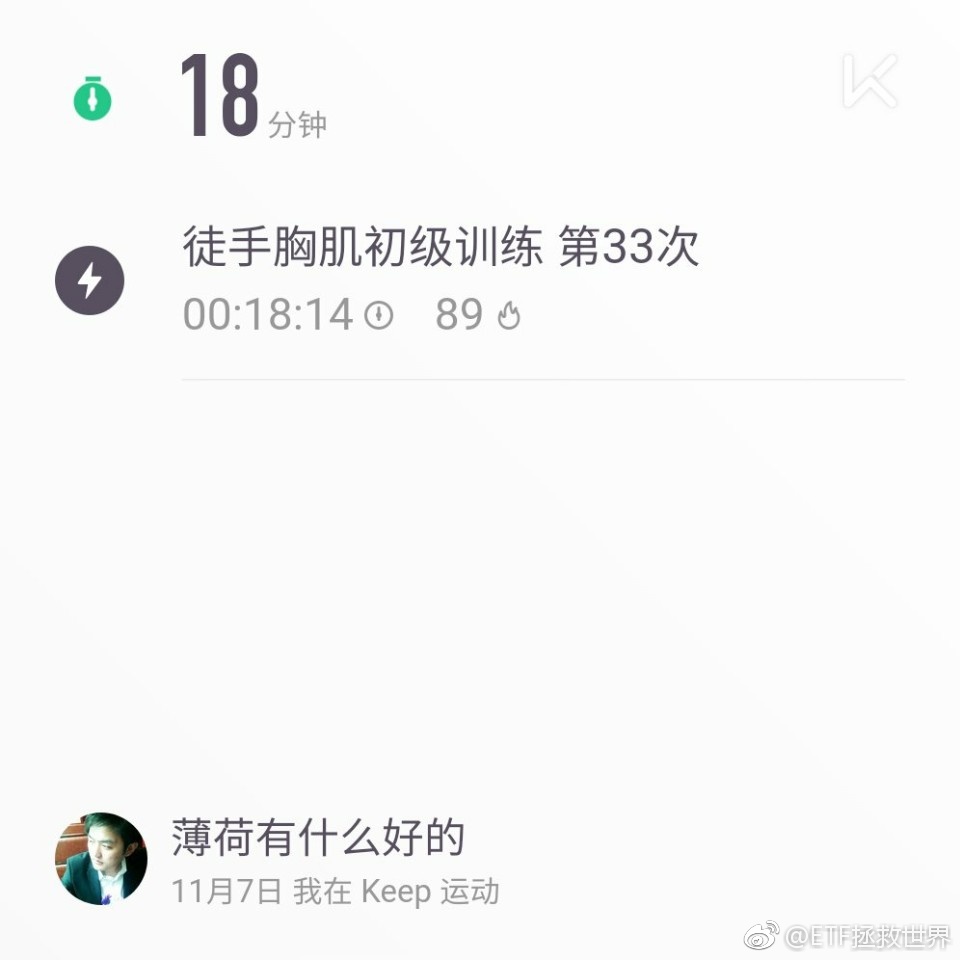 18 分钟
徒手胸肌初级训练 第33次
00:18:14 89
薄荷有什么好的
11月7日 我在 Keep 运动
@ETF拯救世界